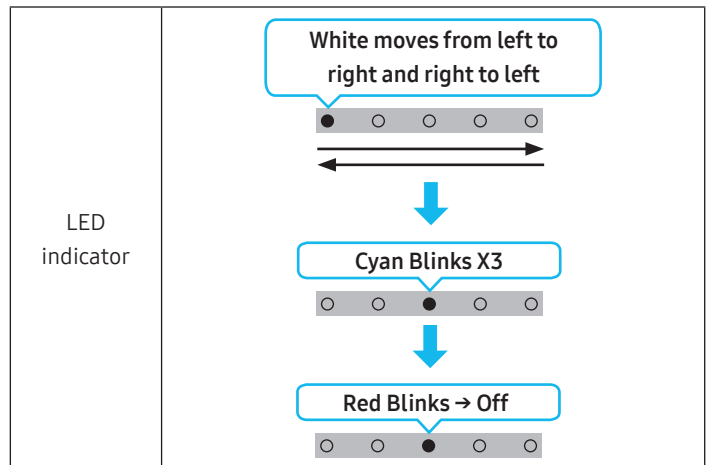 White moves from left to
right and right to left
LED
indicator
Cyan Blinks X3
Red Blinks → Off